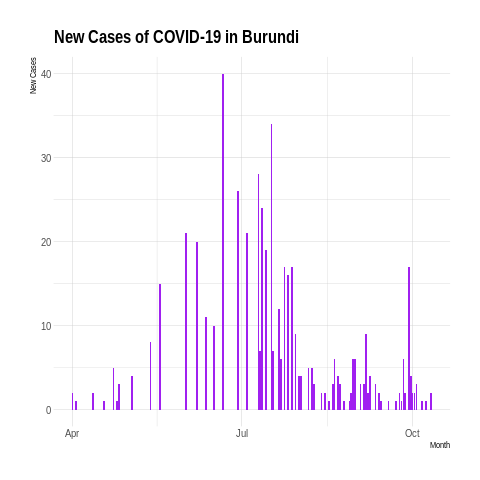 New Cases of COVID-19 in Burundi
New Cases
40
30
20
10
0
Apr
Jul
Oct
Month